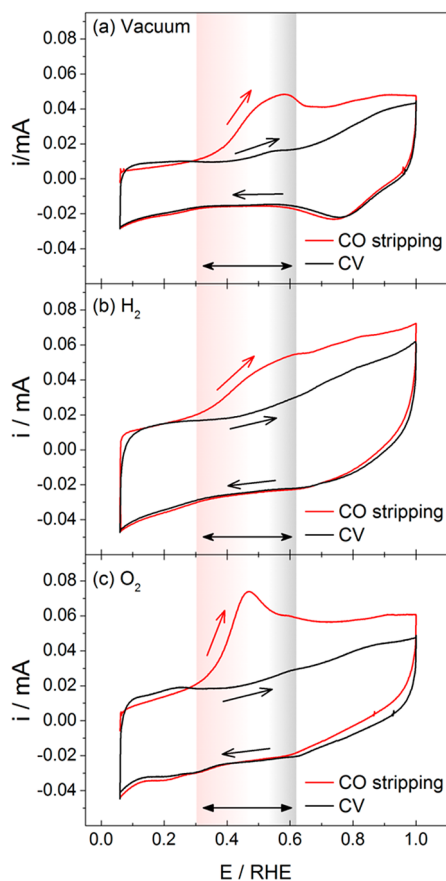 (a) Vacuum
0.08
0.06
0.04
0.02
0.00
-0.02
-0.04
i/mA
CO stripping
CV
(b) H₂
0.08
0.06
0.04
0.02
0.00
-0.02
-0.04
i / mA
CO stripping
CV
(c) O₂
0.08
0.06
0.04
0.02
0.00
-0.02
-0.04
i / mA
CO stripping
CV
0.0 0.2 0.4 0.6 0.8 1.0
E / RHE